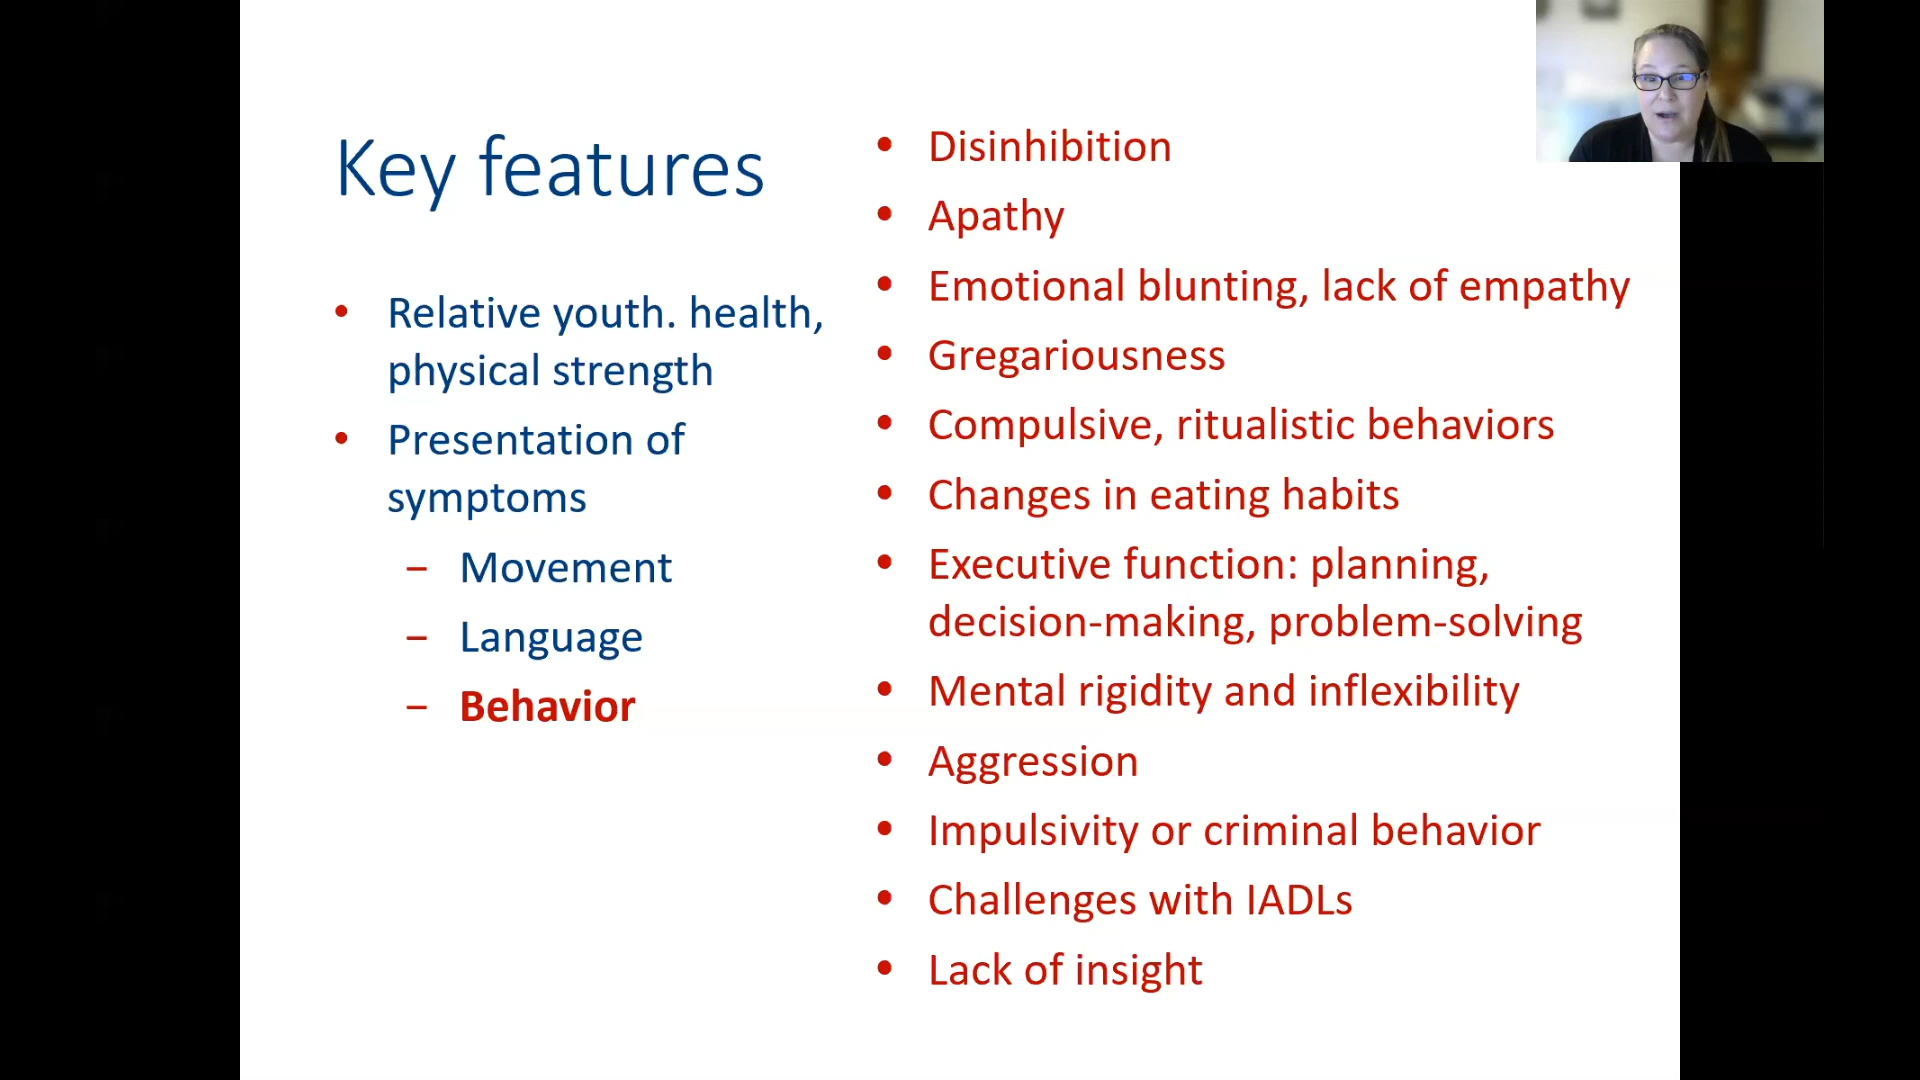 Key features
• Relative youth. health,
physical strength
• Presentation of
symptoms
– Movement
– Language
– Behavior
• Disinhibition
• Apathy
• Emotional blunting, lack of empathy
• Gregariousness
• Compulsive, ritualistic behaviors
• Changes in eating habits
• Executive function: planning,
decision-making, problem-solving
• Mental rigidity and inflexibility
• Aggression
• Impulsivity or criminal behavior
• Challenges with IADLs
• Lack of insight